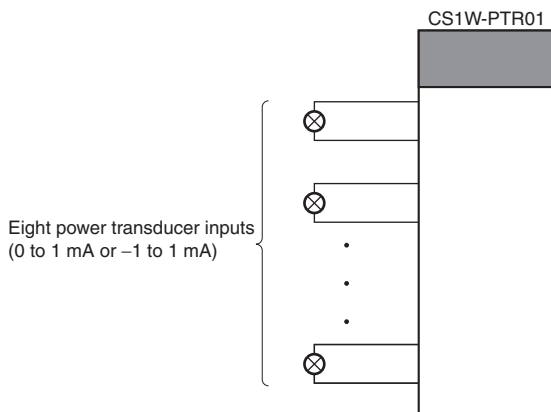 CS1W-PTR01
Eight power transducer inputs
(0 to 1 mA or −1 to 1 mA)